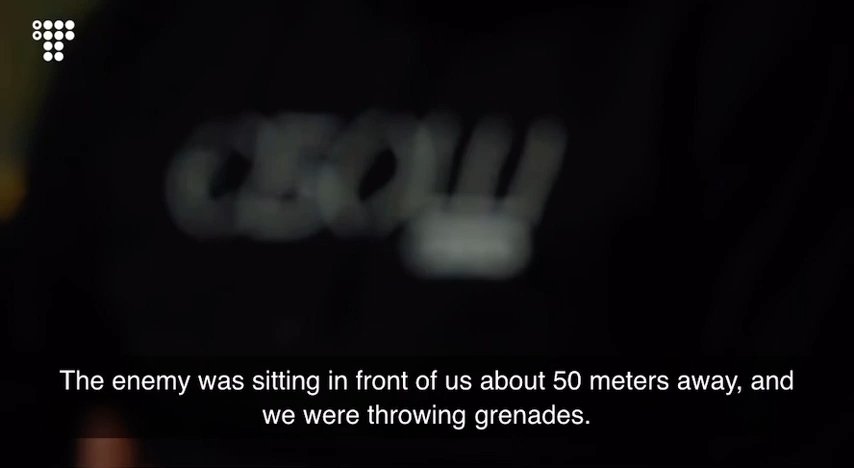 The enemy was sitting in front of us about 50 meters away, and
we were throwing grenades.